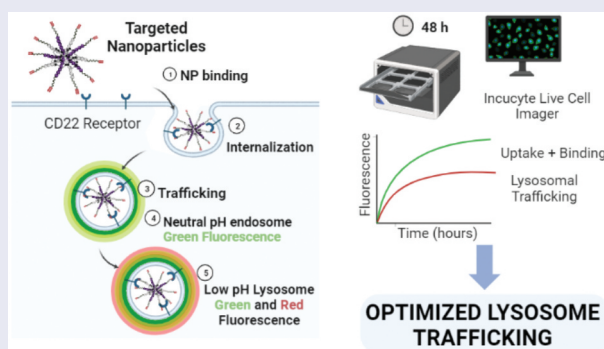 Targeted
Nanoparticles
① NP binding
CD22 Receptor
②
Internalization
③ Trafficking
④ Neutral pH endosome
Green Fluorescence
⑤
Low pH Lysosome
Green and Red
Fluorescence
48 h
Incucyte Live Cell
Imager
Fluorescence
Uptake + Binding
Lysosomal
Trafficking
Time (hours)
OPTIMIZED LYSOSOME
TRAFFICKING